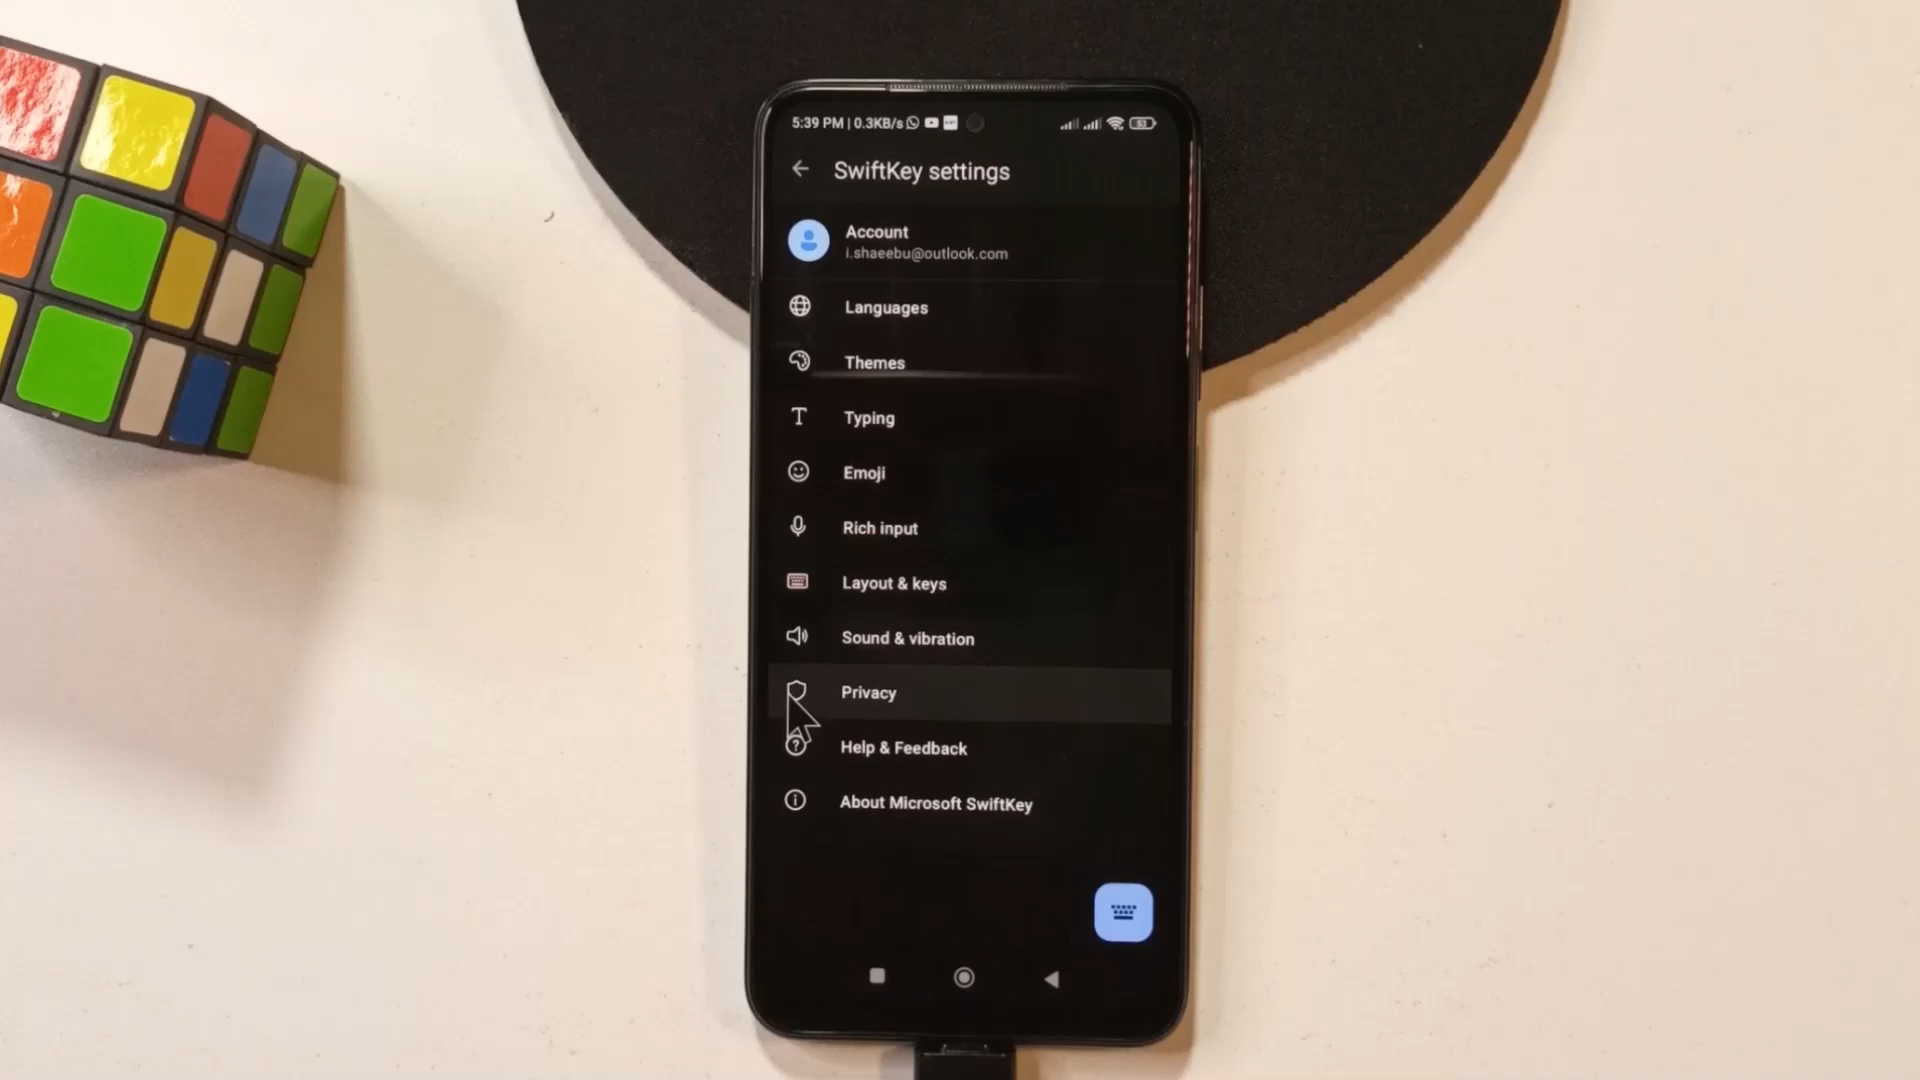 5:39 PM | 0.3KB/s
53
SwiftKey settings
Account
i.shaeebu@outlook.com
Languages
Themes
Typing
Emoji
Rich input
Layout & keys
Sound & vibration
Privacy
Help & Feedback
About Microsoft SwiftKey